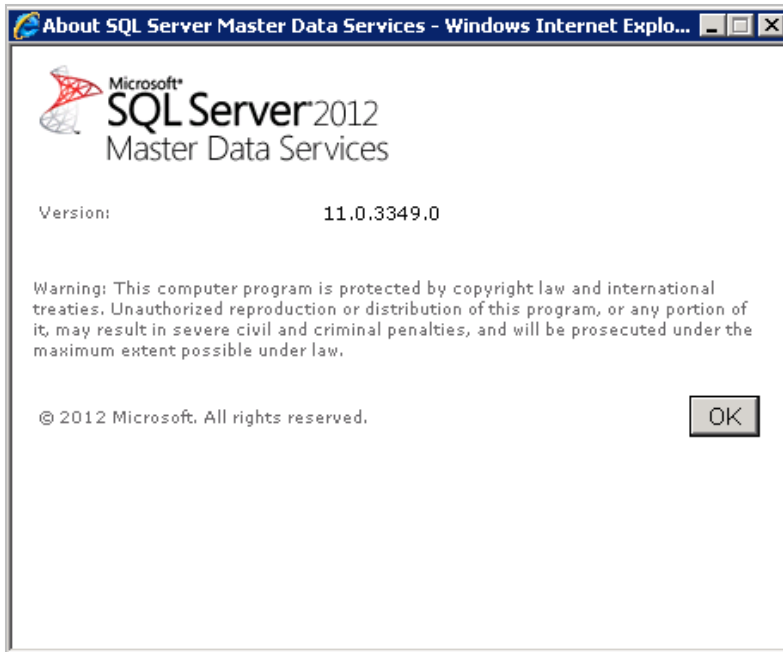 About SQL Server Master Data Services - Windows Internet Explo...
Microsoft®
SQL Server 2012
Master Data Services
Version: 11.0.3349.0
Warning: This computer program is protected by copyright law and international
treaties. Unauthorized reproduction or distribution of this program, or any portion of
it, may result in severe civil and criminal penalties, and will be prosecuted under the
maximum extent possible under law.
© 2012 Microsoft. All rights reserved.
OK